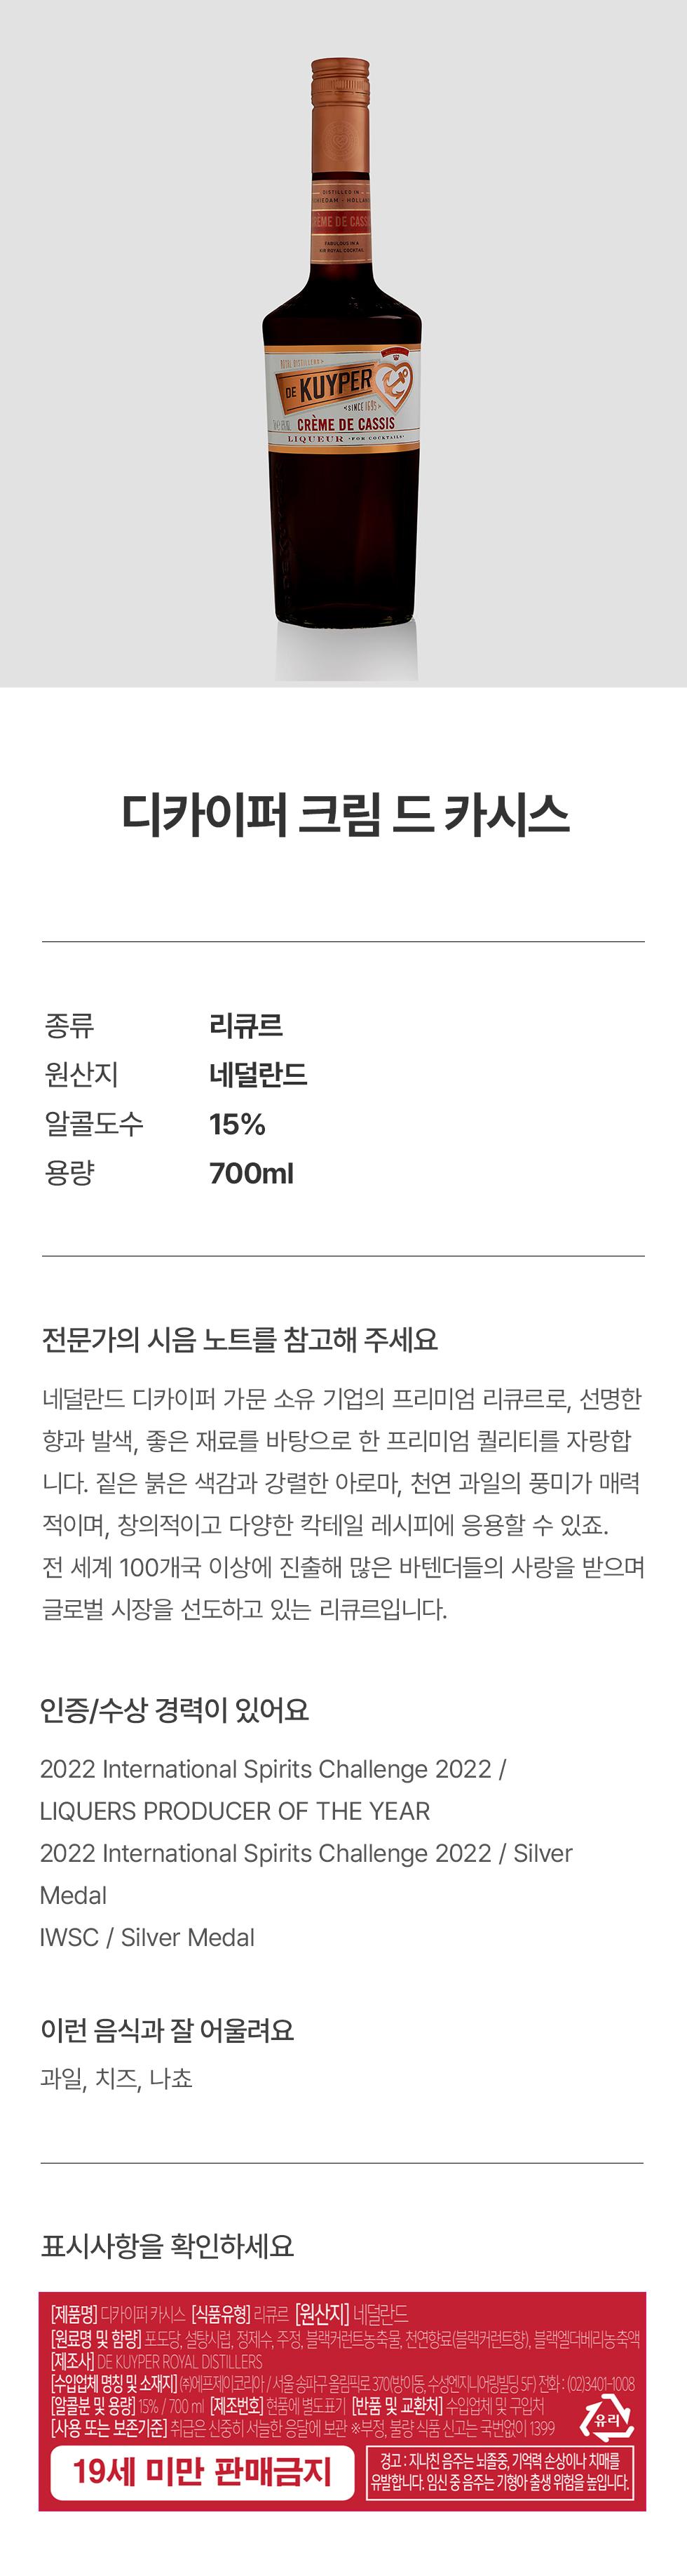 DISTILLED IN
CRÈME DE CASSIS
FABULOUS IN A
KIR ROYAL COCKTAIL
ROYAL DISTILLERS
DE KUYPER
SINCE 1695
CRÈME DE CASSIS
LIQUEUR •FOR COCKTAILS•
디카이퍼 크림 드 카시스
종류 리큐르
원산지 네덜란드
알콜도수 15%
용량 700ml
전문가의 시음 노트를 참고해 주세요
네덜란드 디카이퍼 가문 소유 기업의 프리미엄 리큐르로, 선명한
향과 발색, 좋은 재료를 바탕으로 한 프리미엄 퀄리티를 자랑합
니다. 짙은 붉은 색감과 강렬한 아로마, 천연 과일의 풍미가 매력
적이며, 창의적이고 다양한 칵테일 레시피에 응용할 수 있죠.
전 세계 100개국 이상에 진출해 많은 바텐더들의 사랑을 받으며
글로벌 시장을 선도하고 있는 리큐르입니다.
인증/수상 경력이 있어요
2022 International Spirits Challenge 2022 /
LIQUERS PRODUCER OF THE YEAR
2022 International Spirits Challenge 2022 / Silver
Medal
IWSC / Silver Medal
이런 음식과 잘 어울려요
과일, 치즈, 나쵸
표시사항을 확인하세요
[제품명] 디카이퍼 카시스 [식품유형] 리큐르 [원산지] 네덜란드
[원료명 및 함량] 포도당, 설탕시럽, 정제수, 주정, 블랙커런트농축물, 천연향료(블랙커런트향), 블랙엘더베리농축액
[제조사] DE KUYPER ROYAL DISTILLERS
[수입업체 명칭 및 소재지] ㈜에프제이코리아 / 서울 송파구 올림픽로 370(방이동, 수성엔지니어링빌딩 5F) 전화 : (02)3401-1008
[알콜분 및 용량] 15% / 700 ml [제조번호] 현품에 별도표기 [반품 및 교환처] 수입업체 및 구입처
[사용 또는 보존기준] 취급은 신중히 서늘한 응달에 보관 ※부정, 불량 식품 신고는 국번없이 1399
유리
19세 미만 판매금지
경고 : 지나친 음주는 뇌졸중, 기억력 손상이나 치매를
유발합니다. 임신 중 음주는 기형아 출생 위험을 높입니다.